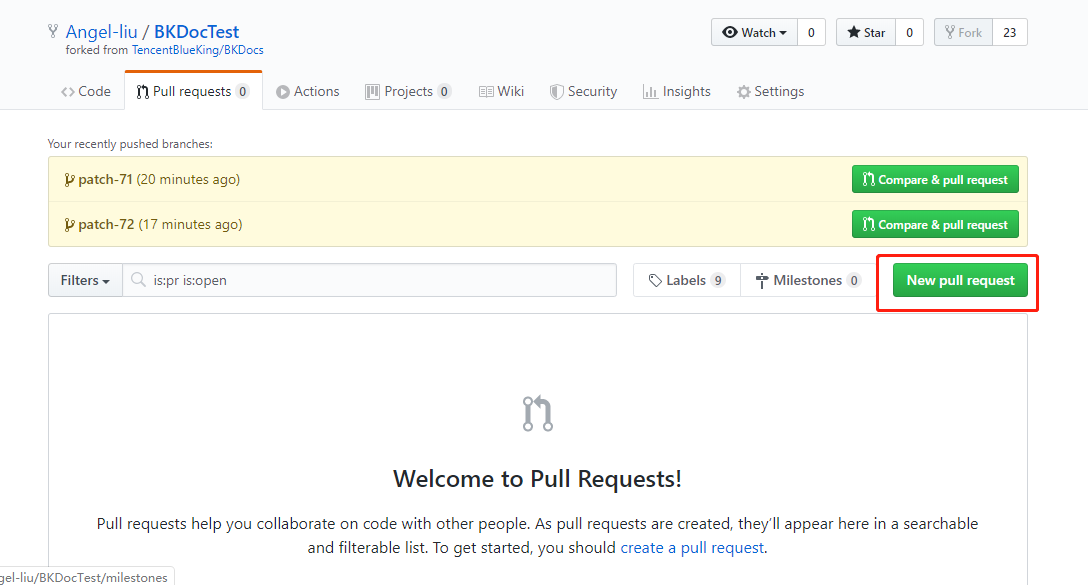 Angel-liu / BKDocTest
forked from TencentBlueKing/BKDocs
Watch 0 Star 0 Fork 23
Code Pull requests 0 Actions Projects 0 Wiki Security Insights Settings
Your recently pushed branches:
patch-71 (20 minutes ago) Compare & pull request
patch-72 (17 minutes ago) Compare & pull request
Filters is:pr is:open Labels 9 Milestones 0 New pull request
Welcome to Pull Requests!
Pull requests help you collaborate on code with other people. As pull requests are created, they’ll appear here in a searchable
and filterable list. To get started, you should create a pull request.
gel-liu/BKDocTest/milestones